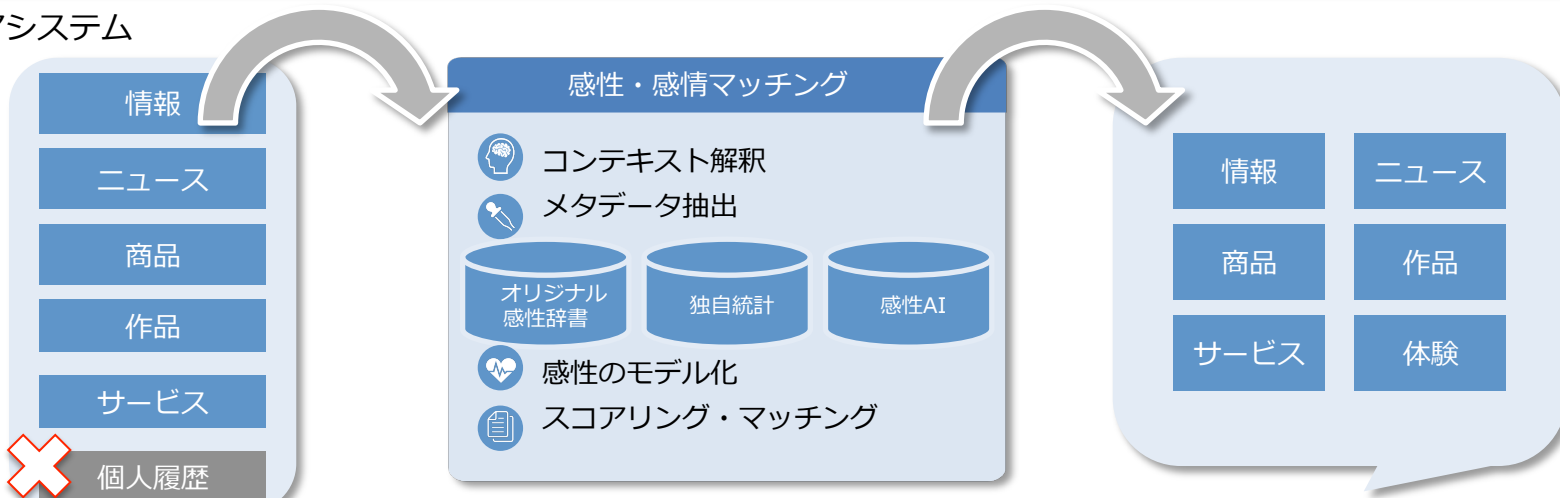 システム
情報
ニュース
商品
作品
サービス
個人履歴
感性・感情マッチング
コンテキスト解釈
メタデータ抽出
オリジナル
感性辞書
独自統計
感性AI
感性のモデル化
スコアリング・マッチング
情報
ニュース
商品
作品
サービス
体験